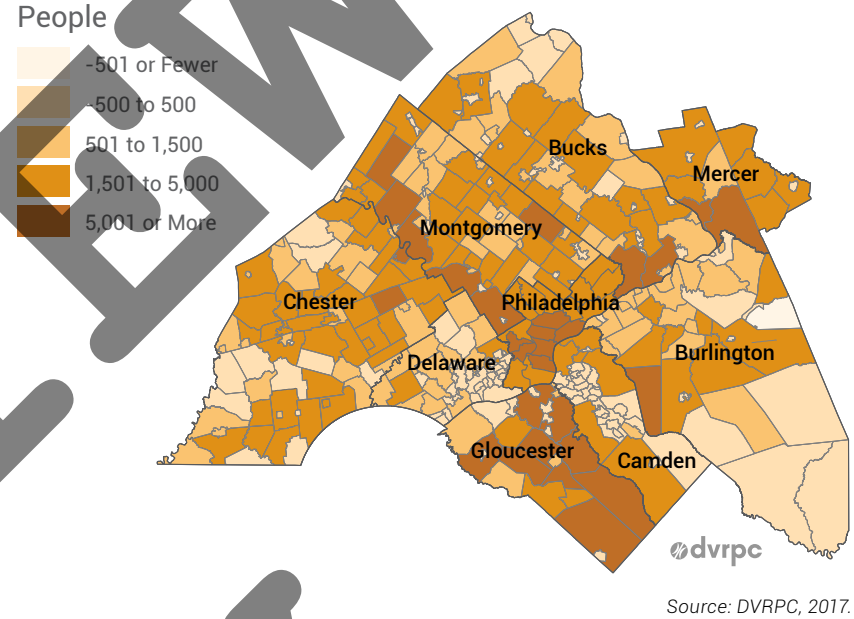 People
-501 or Fewer
-500 to 500
501 to 1,500
1,501 to 5,000
5,001 or More
Bucks
Mercer
Montgomery
Chester
Philadelphia
Delaware
Burlington
Gloucester
Camden
dvrpc
Source: DVRPC, 2017.